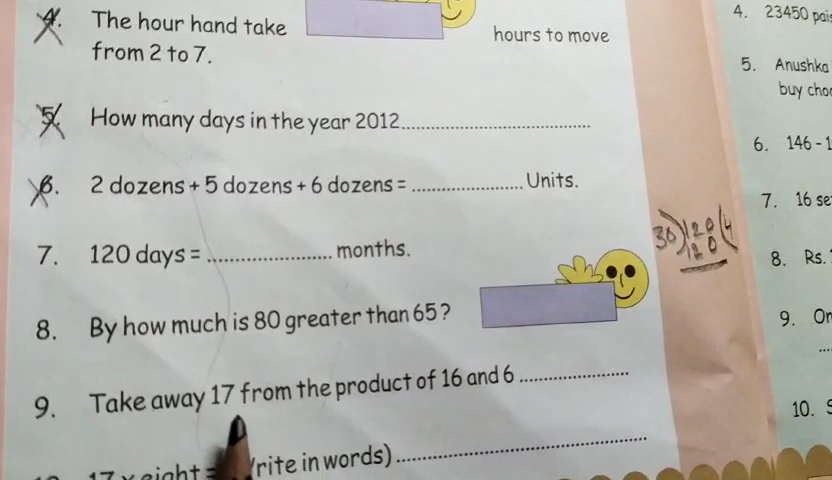 4. The hour hand take hours to move
from 2 to 7.
5. How many days in the year 2012
6. 2 dozens + 5 dozens + 6 dozens = Units.
7. 120 days = months.
8. By how much is 80 greater than 65?
9. Take away 17 from the product of 16 and 6
in words)
30)120(4
120
4. 23450
5. Anushka
buy
6. 146 -
7. 16
8. Rs.
9.
10.